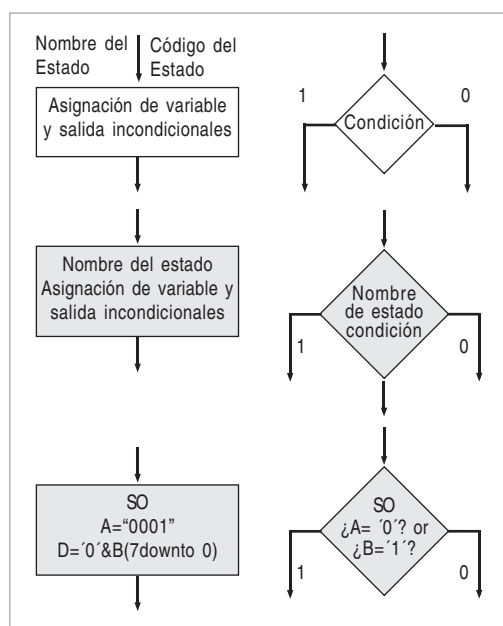 Nombre del
Estado
Código del
Estado
Asignación de variable
y salida incondicionales
1
0
Condición
Nombre del estado
Asignación de variable y
salida incondicionales
Nombre
de estado
condición
1
0
SO
A=“0001”
D=´0´&B(7downto 0)
SO
¿A= ´0´? or
¿B=´1´?
1
0